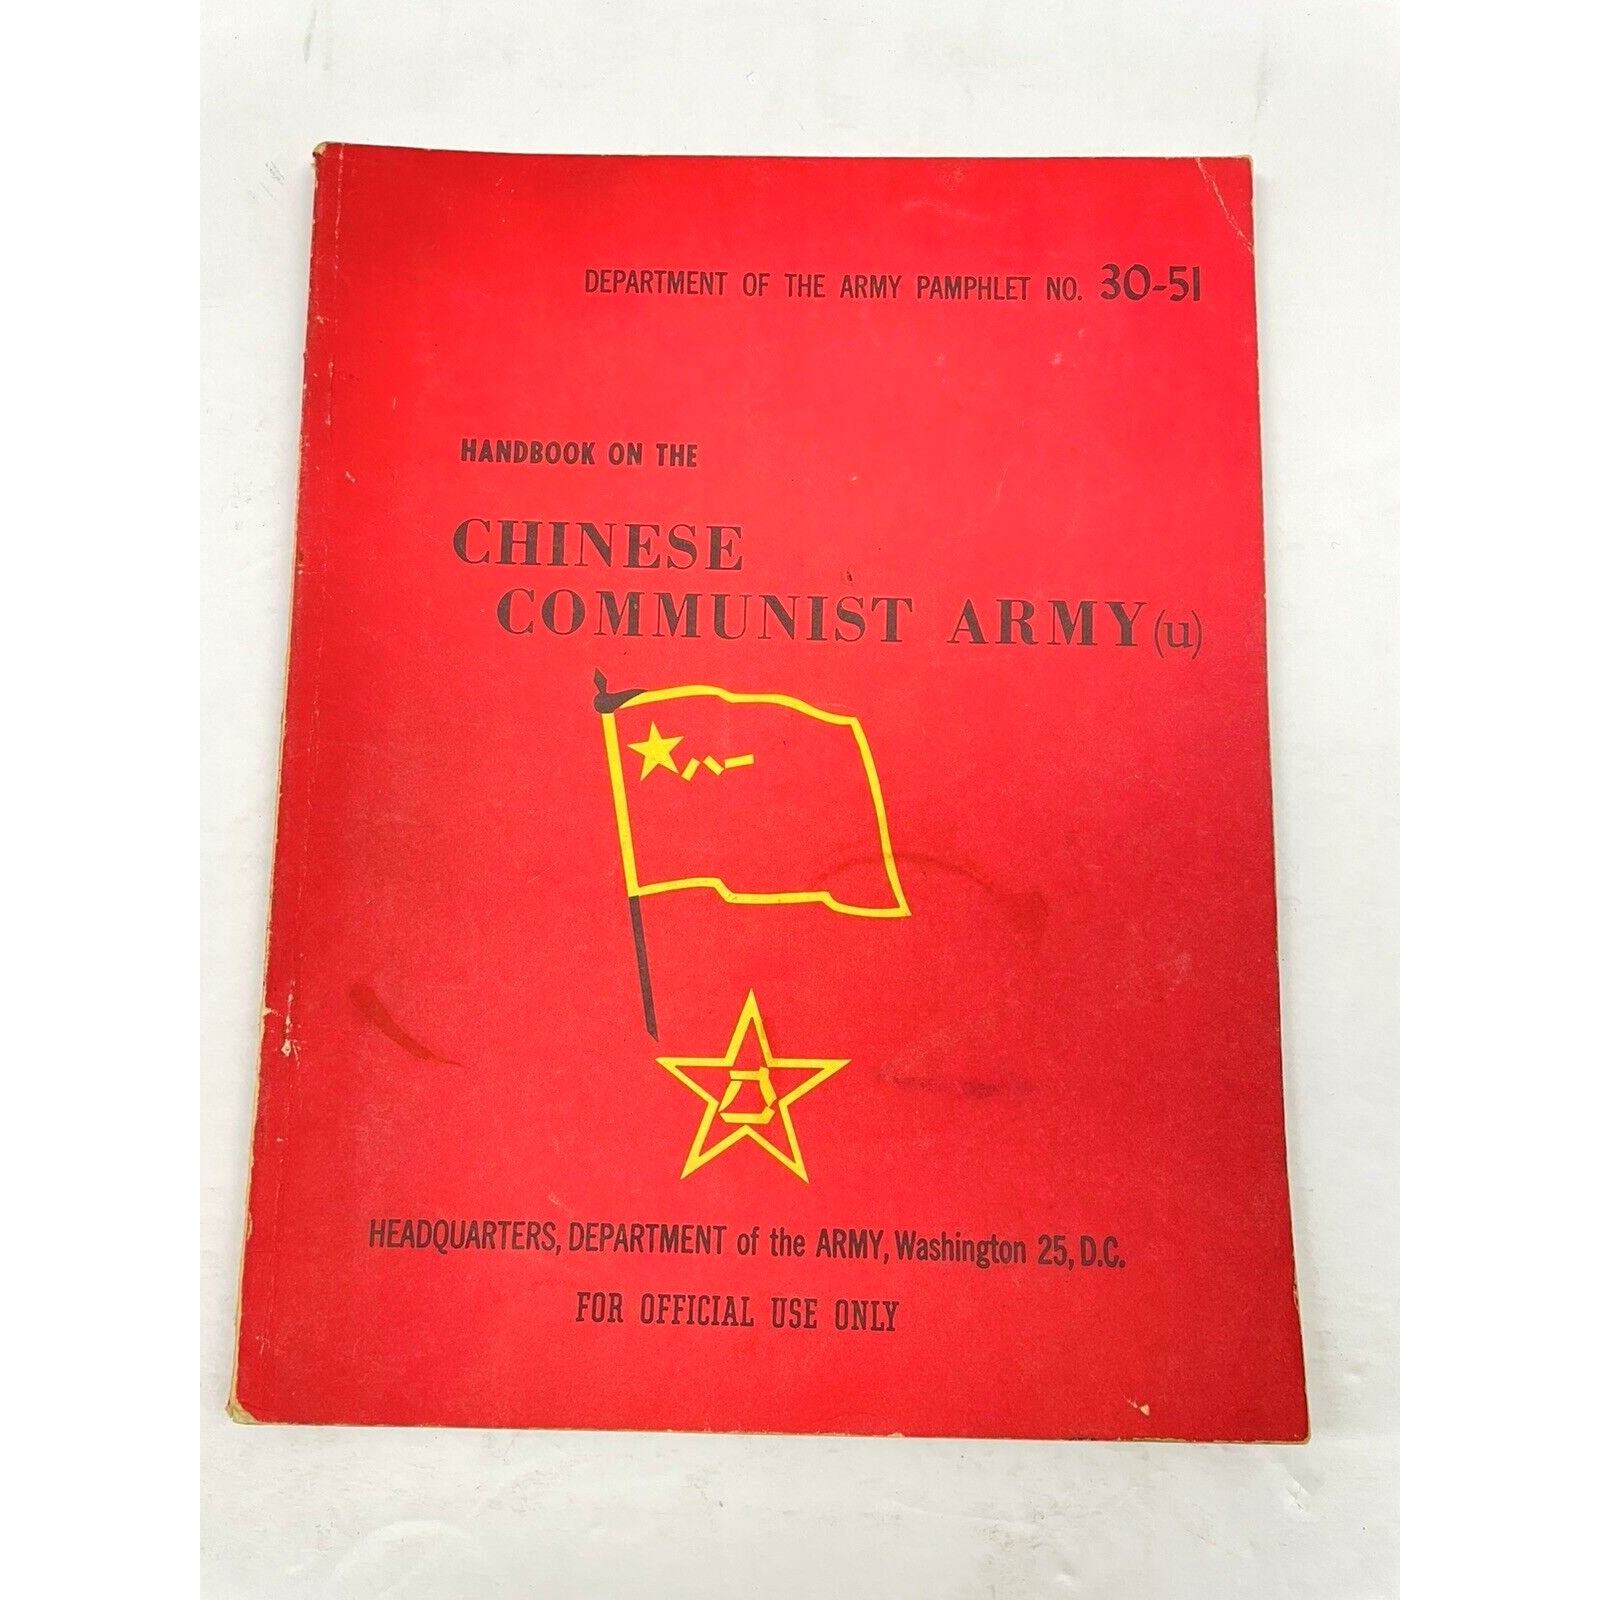 DEPARTMENT OF THE ARMY PAMPHLET NO. 30-51
HANDBOOK ON THE
CHINESE
COMMUNIST ARMY (u)
HEADQUARTERS, DEPARTMENT of the ARMY, Washington 25, D.C.
FOR OFFICIAL USE ONLY